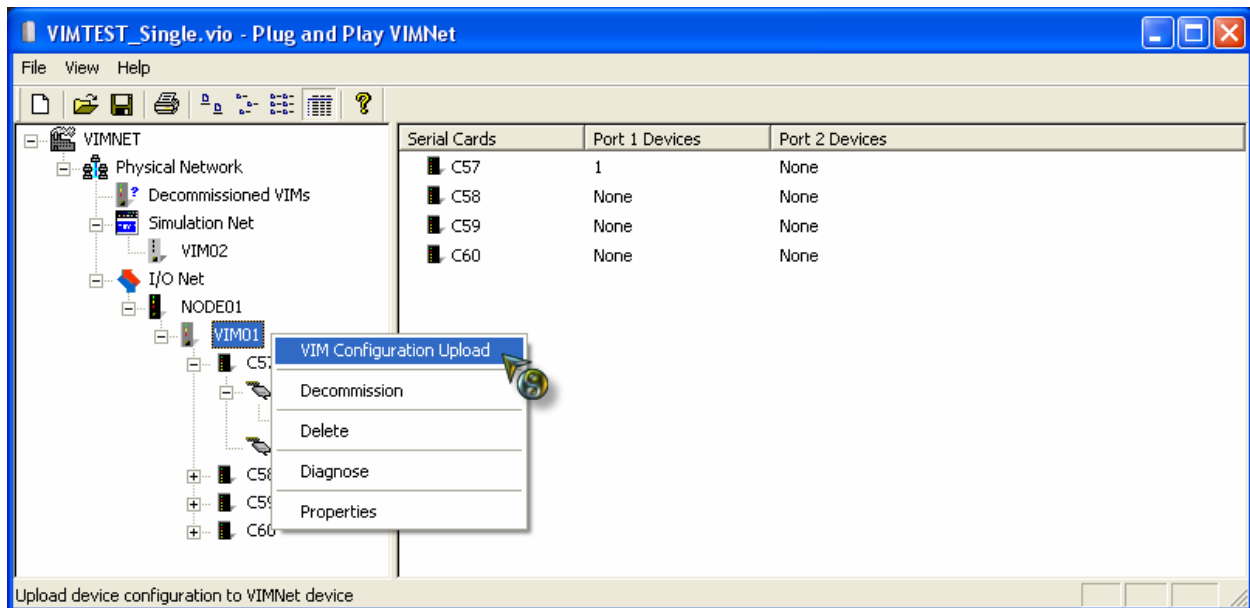 VIMTEST_Single.vio - Plug and Play VIMNet
File View Help
VIMNET
Physical Network
Decommissioned VIMs
Simulation Net
VIM02
I/O Net
NODE01
VIM01
C57
C58
C59
C60
VIM Configuration Upload
Decommission
Delete
Diagnose
Properties
Serial Cards Port 1 Devices Port 2 Devices
C57 1 None
C58 None None
C59 None None
C60 None None
Upload device configuration to VIMNet device